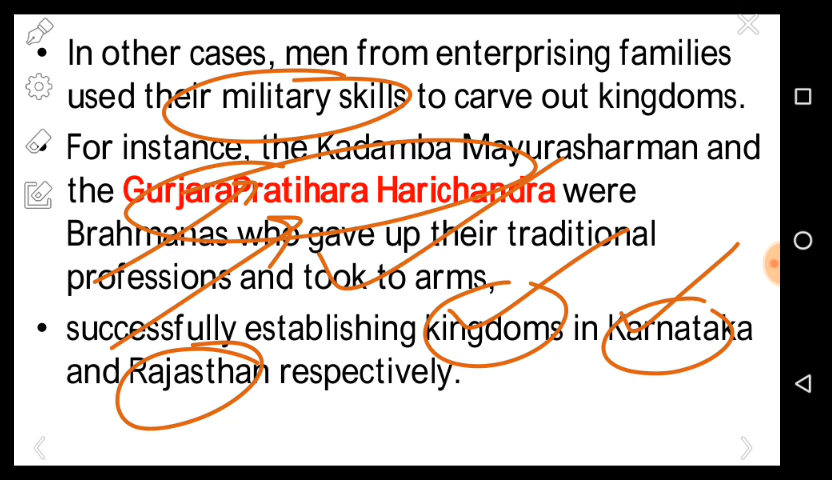 • In other cases, men from enterprising families
used their military skills to carve out kingdoms.
• For instance, the Kadamba Mayurasharman and
the GurjaraPratihara Harichandra were
Brahmanas who gave up their traditional
professions and took to arms,
• successfully establishing kingdoms in Karnataka
and Rajasthan respectively.